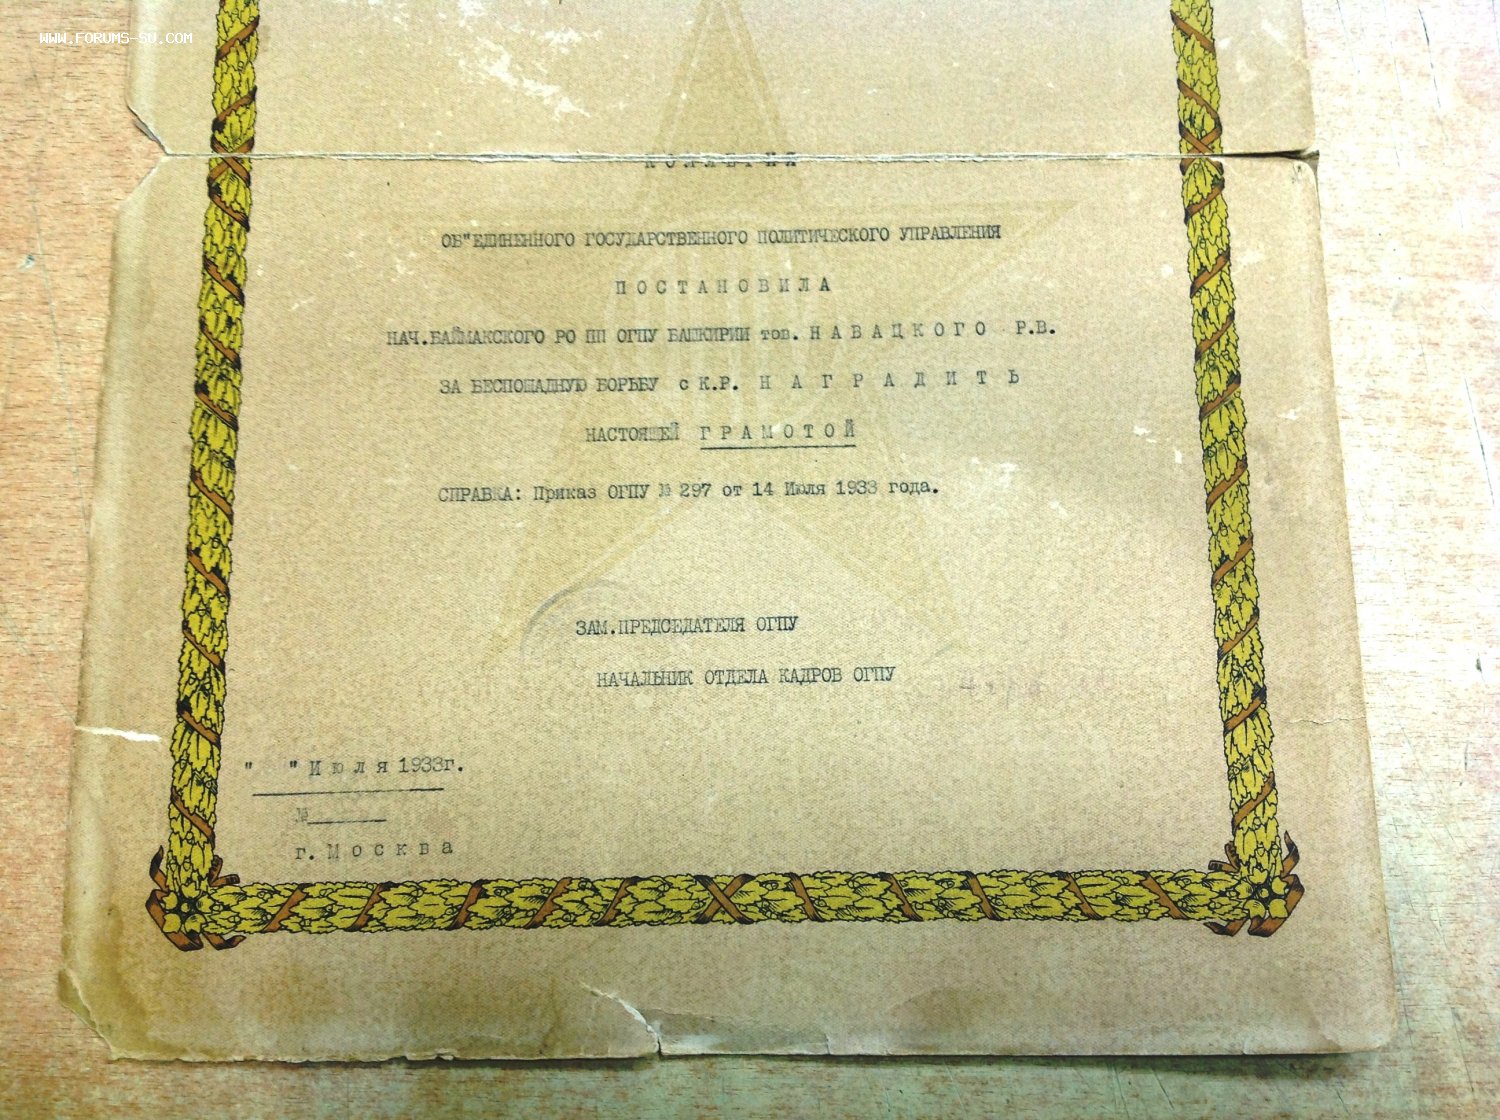 WWW.FORUMS-SU.COM
КОЛЛЕГИЯ
ОБ"ЕДИНЕННОГО ГОСУДАРСТВЕННОГО ПОЛИТИЧЕСКОГО УПРАВЛЕНИЯ
ПОСТАНОВИЛА
НАЧ.БАЙМАКСКОГО РО ПП ОГПУ БАШКИРИИ тов. НАВАЦКОГО Р.В.
ЗА БЕСПОЩАДНУЮ БОРЬБУ с К.Р. НАГРАДИТЬ
НАСТОЯЩЕЙ ГРАМОТОЙ
СПРАВКА: Приказ ОГПУ № 297 от 14 Июля 1933 года.
ЗАМ.ПРЕДСЕДАТЕЛЯ ОГПУ
НАЧАЛЬНИК ОТДЕЛА КАДРОВ ОГПУ
" " Июля 1933г.
№
г. Москва